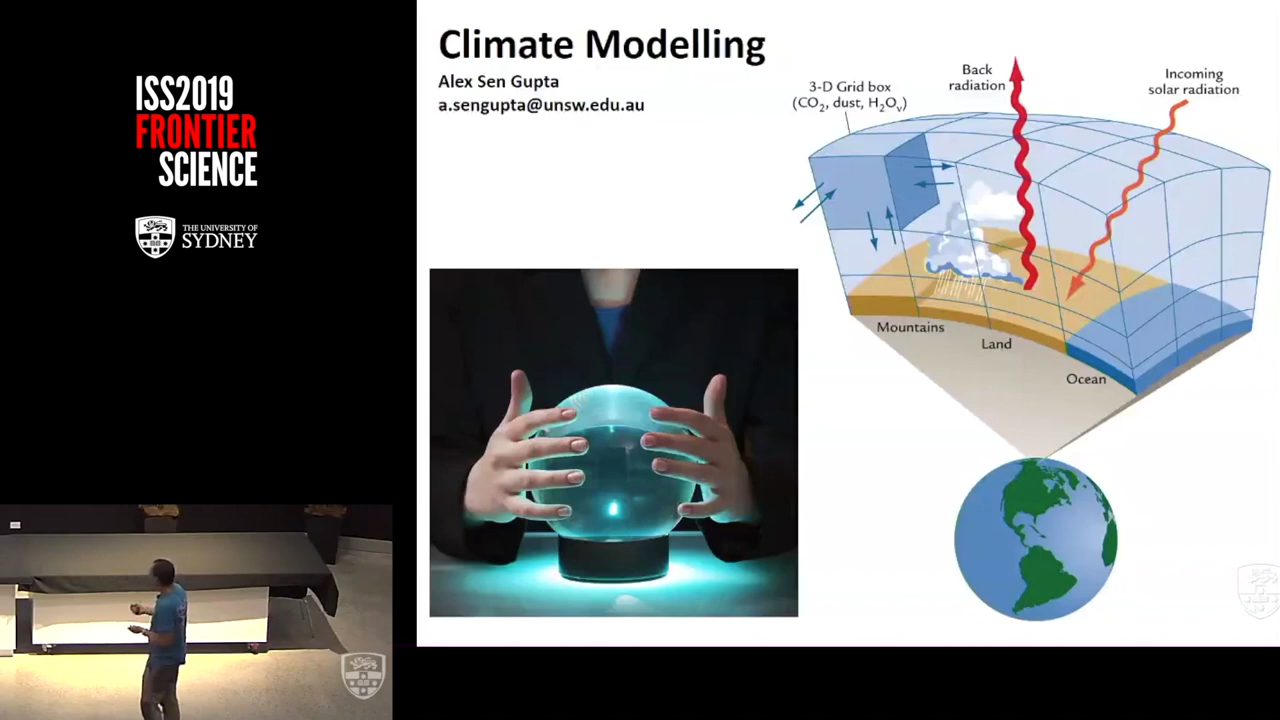 ISS2019
FRONTIER
SCIENCE
THE UNIVERSITY OF
SYDNEY
Climate Modelling
Alex Sen Gupta
a.sengupta@unsw.edu.au
3-D Grid box
(CO₂, dust, H₂Oᵥ)
Back
radiation
Incoming
solar radiation
Mountains
Land
Ocean